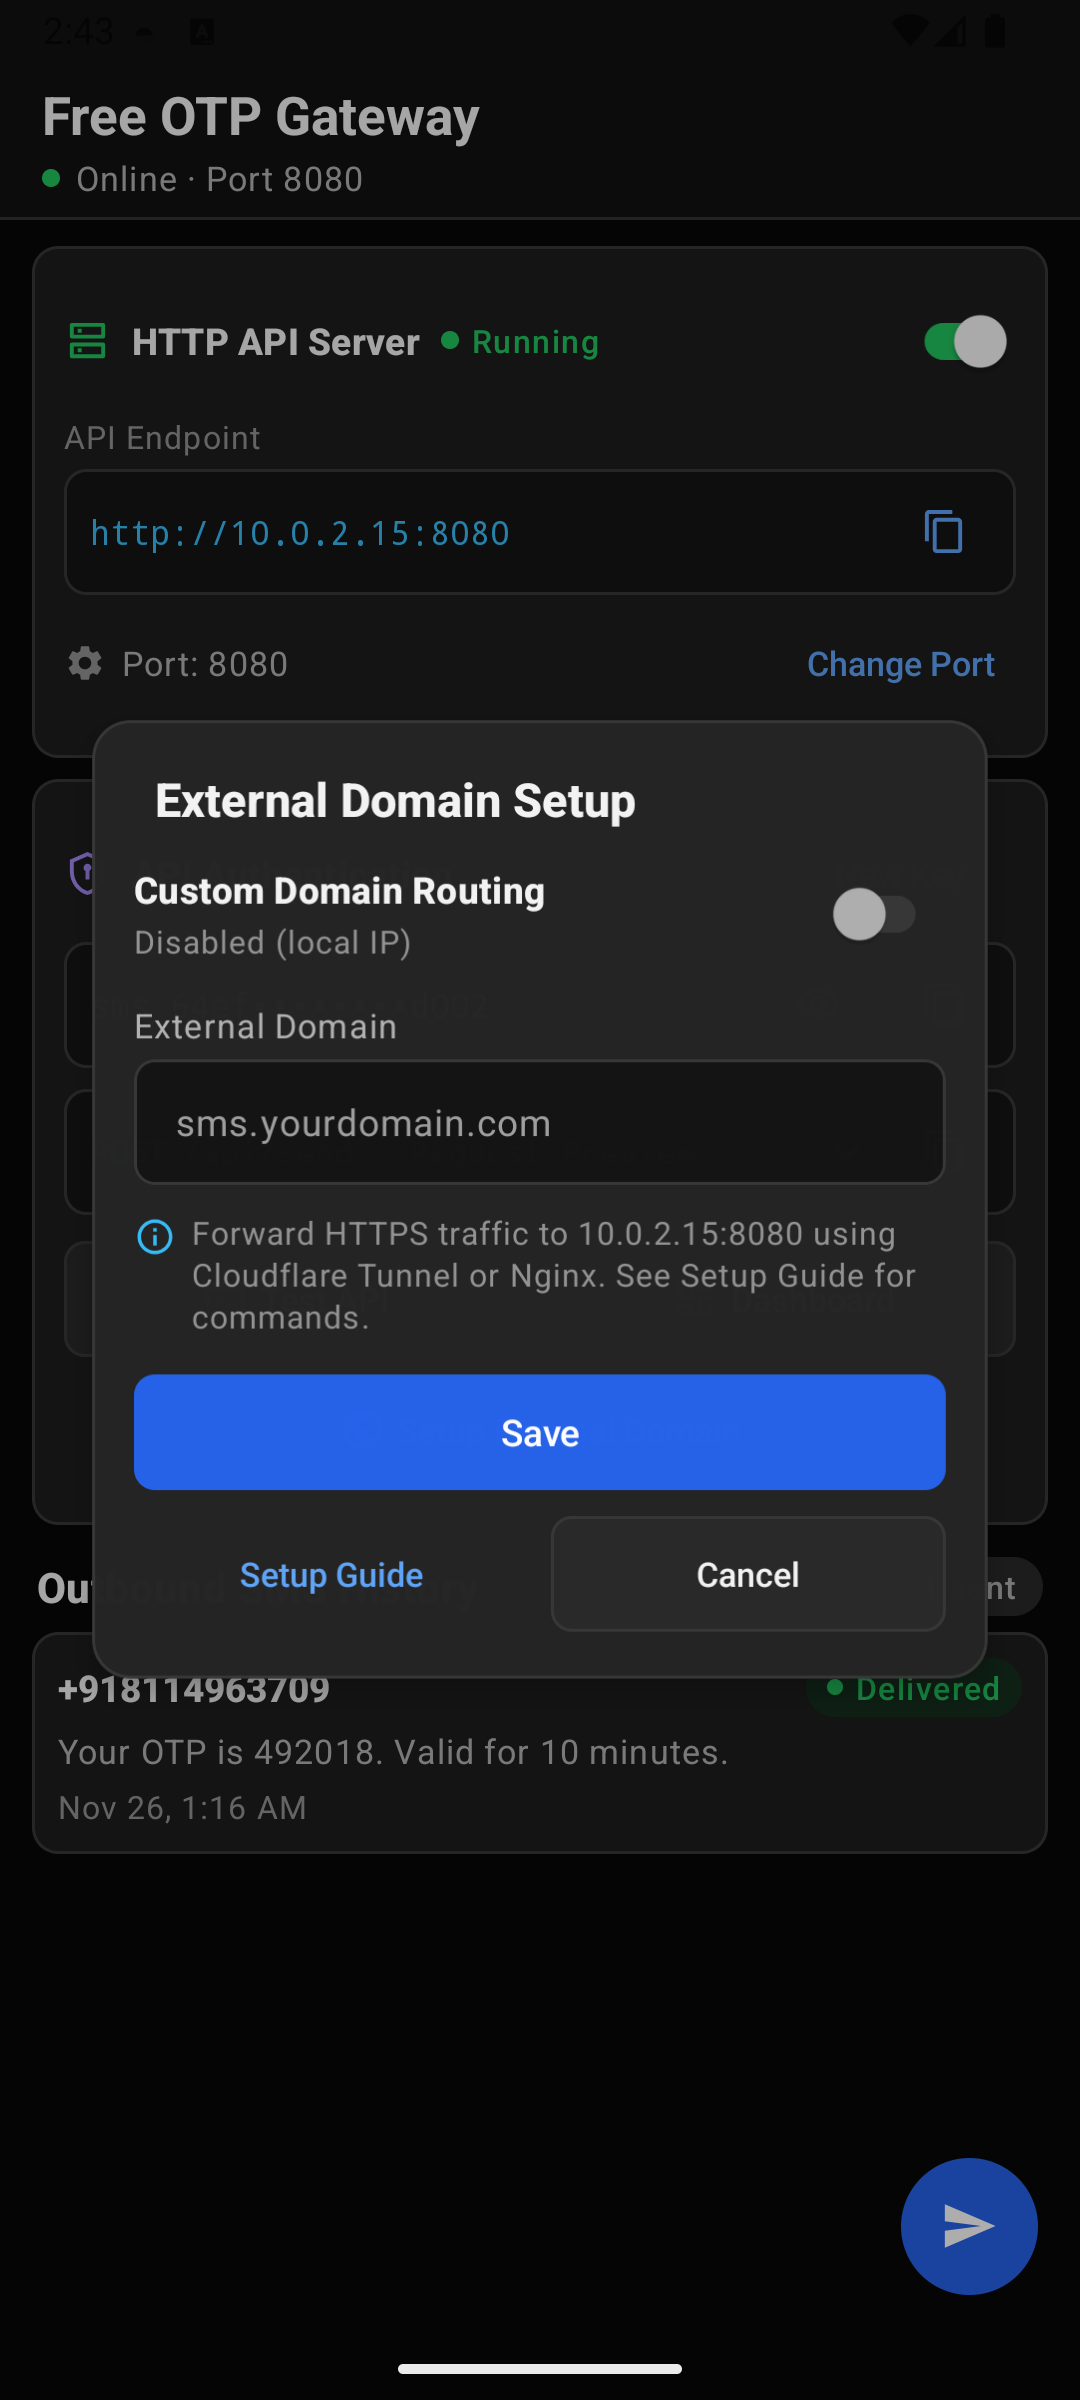 2:43
Free OTP Gateway
Online · Port 8080
HTTP API Server
Running
API Endpoint
http://10.0.2.15:8080
Port: 8080
Change Port
External Domain Setup
Custom Domain Routing
Disabled (local IP)
External Domain
sms.yourdomain.com
Forward HTTPS traffic to 10.0.2.15:8080 using
Cloudflare Tunnel or Nginx. See Setup Guide for
commands.
Save
Setup Guide
Cancel
+918114963709
Delivered
Your OTP is 492018. Valid for 10 minutes.
Nov 26, 1:16 AM